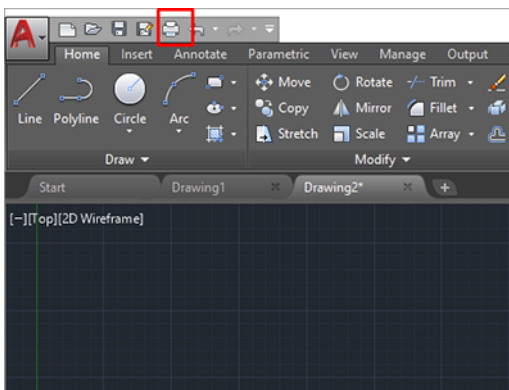 A
Home Insert Annotate Parametric View Manage Output
Move Rotate Trim
Copy Mirror Fillet
Line Polyline Circle Arc
Stretch Scale Array
Draw Modify
Start Drawing1 Drawing2*
[−][Top][2D Wireframe]